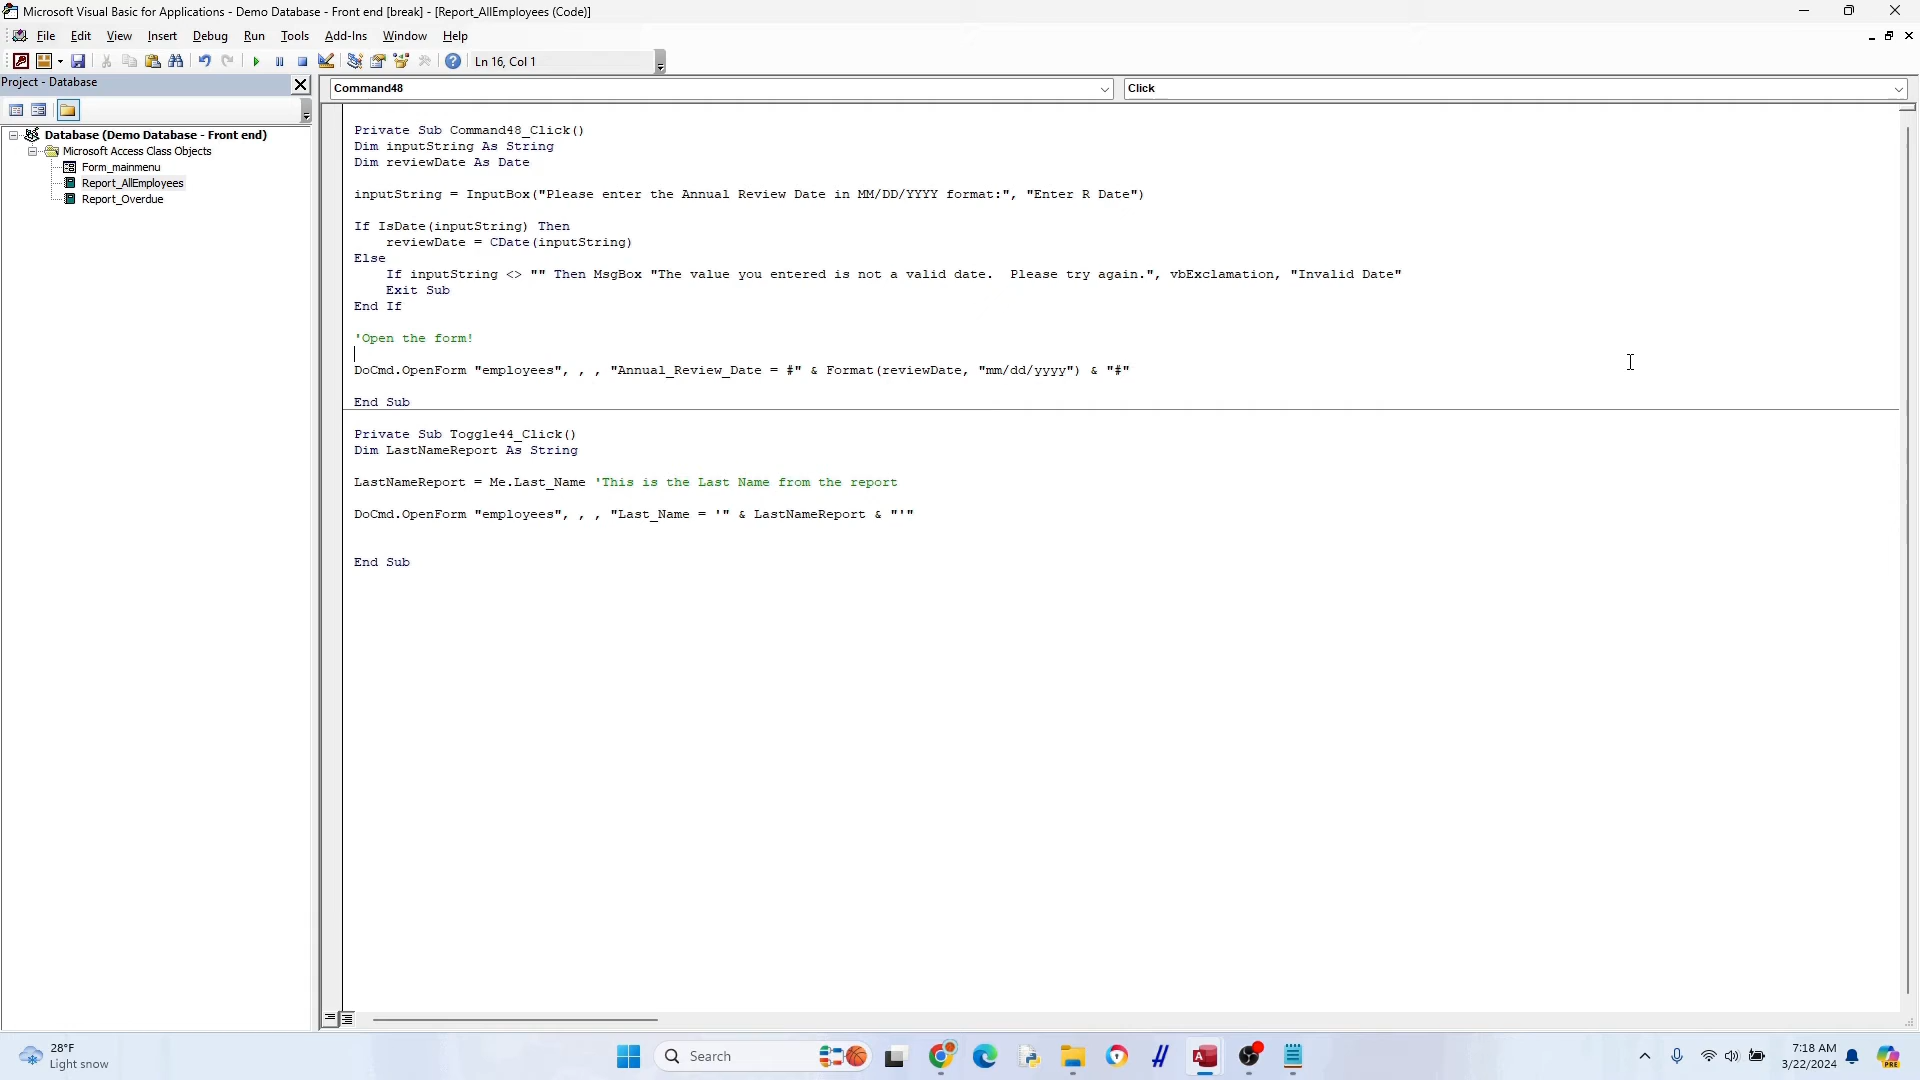 Microsoft Visual Basic for Applications - Demo Database - Front end [break] - [Report_AllEmployees (Code)]
File Edit View Insert Debug Run Tools Add-Ins Window Help
Ln 16, Col 1
Project - Database
Command48
Click
Database (Demo Database - Front end)
Microsoft Access Class Objects
Form_mainmenu
Report_AllEmployees
Report_Overdue
Private Sub Command48_Click()
Dim inputString As String
Dim reviewDate As Date
inputString = InputBox("Please enter the Annual Review Date in MM/DD/YYYY format:", "Enter R Date")
If IsDate(inputString) Then
reviewDate = CDate(inputString)
Else
If inputString <> "" Then MsgBox "The value you entered is not a valid date.  Please try again.", vbExclamation, "Invalid Date"
Exit Sub
End If
'Open the form!
DoCmd.OpenForm "employees", , , "Annual_Review_Date = #" & Format(reviewDate, "mm/dd/yyyy") & "#"
End Sub
Private Sub Toggle44_Click()
Dim LastNameReport As String
LastNameReport = Me.Last_Name 'This is the Last Name from the report
DoCmd.OpenForm "employees", , , "Last_Name = '" & LastNameReport & "'"
End Sub
28°F
Light snow
Search
7:18 AM
3/22/2024